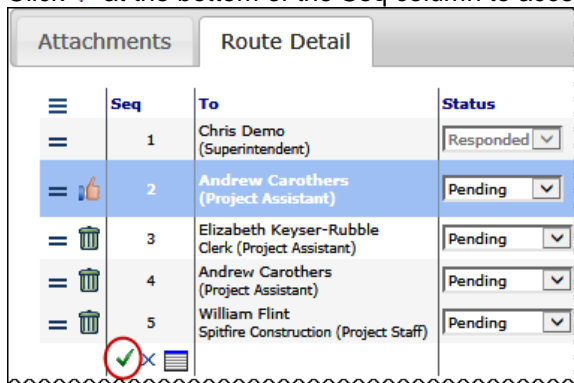 Attachments Route Detail
Seq To Status
1 Chris Demo (Superintendent) Responded
2 Andrew Carothers (Project Assistant) Pending
3 Elizabeth Keyser-Rubble Clerk (Project Assistant) Pending
4 Andrew Carothers (Project Assistant) Pending
5 William Flint Spitfire Construction (Project Staff) Pending